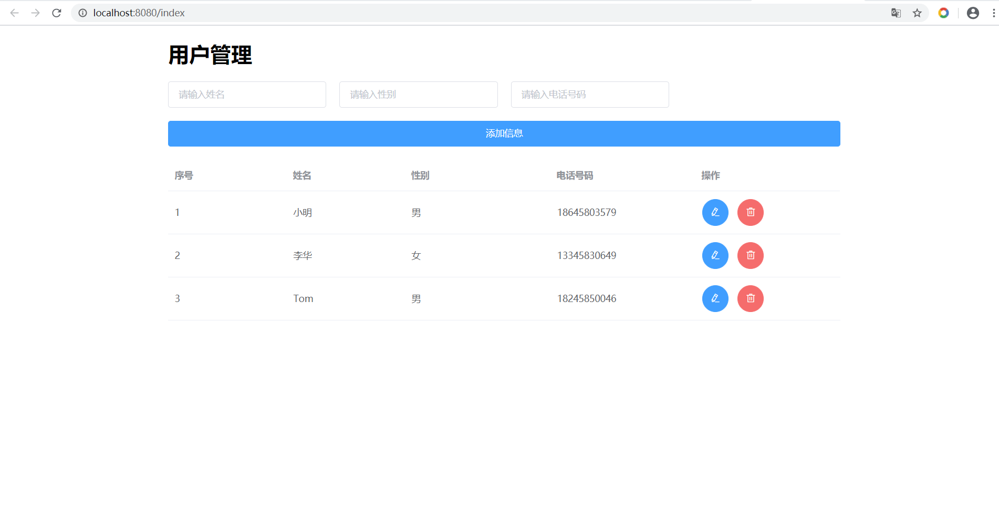 localhost:8080/index
用户管理
请输入姓名 请输入性别 请输入电话号码
添加信息
序号 姓名 性别 电话号码 操作
1 小明 男 18645803579
2 李华 女 13345830649
3 Tom 男 18245850046